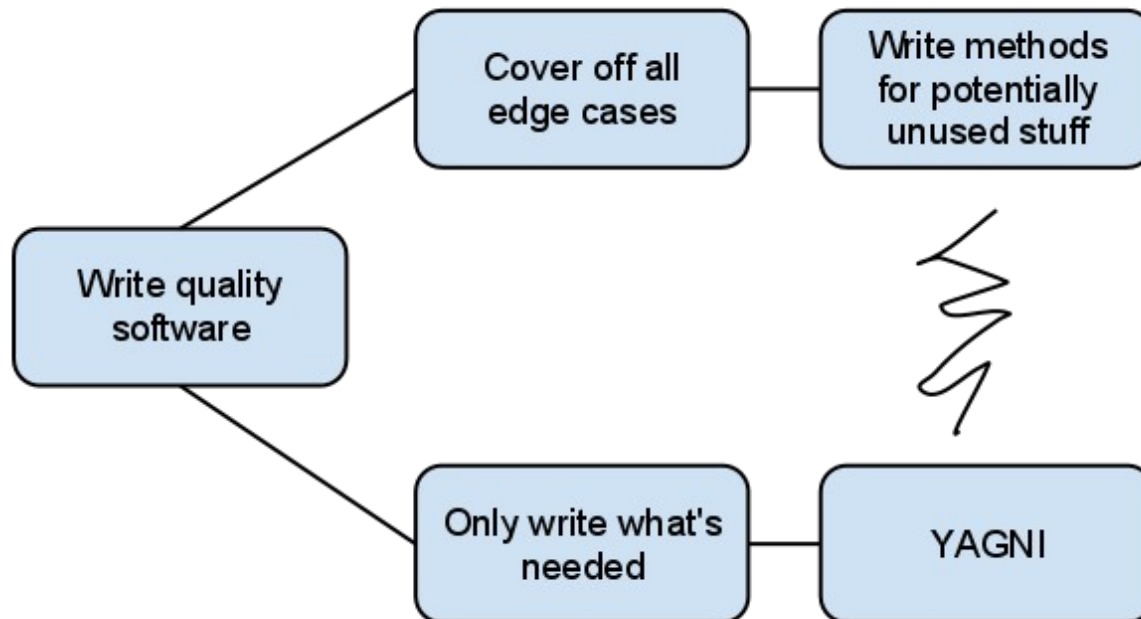 Cover off all
edge cases
Write methods
for potentially
unused stuff
Write quality
software
Only write what's
needed
YAGNI